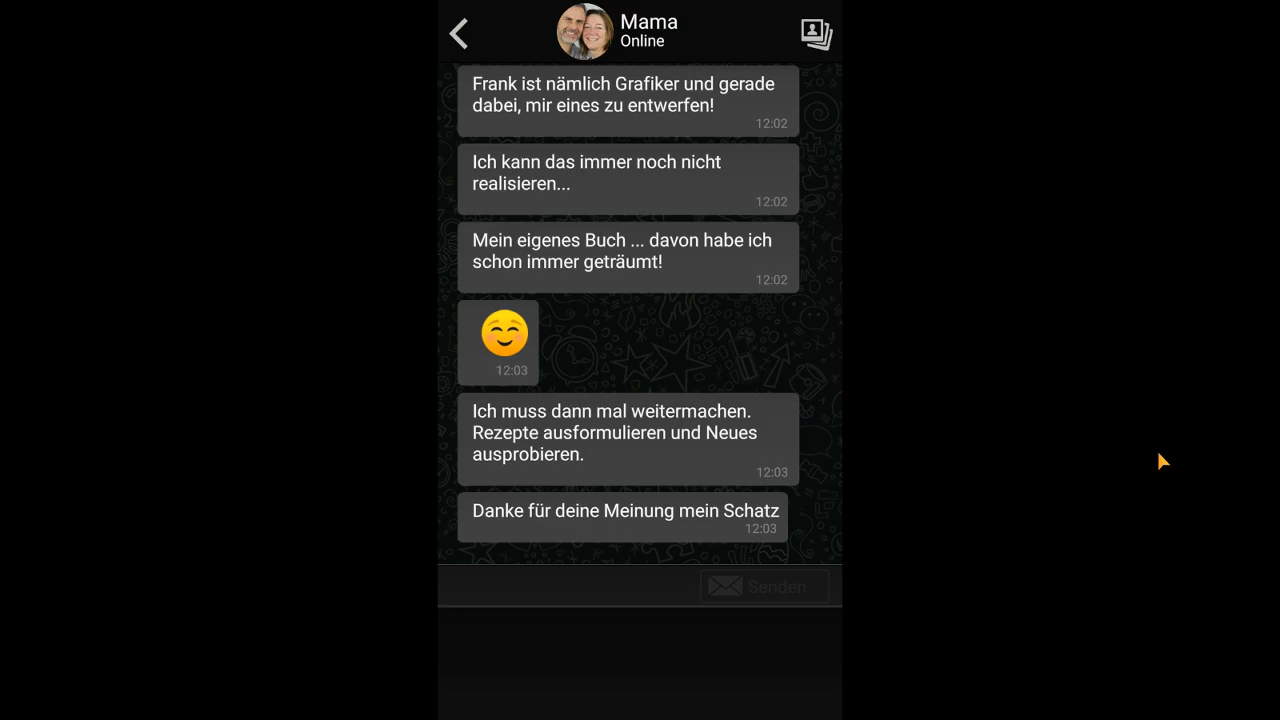 Mama
Online
Frank ist nämlich Grafiker und gerade
dabei, mir eines zu entwerfen!
12:02
Ich kann das immer noch nicht
realisieren...
12:02
Mein eigenes Buch ... davon habe ich
schon immer geträumt!
12:02
12:03
Ich muss dann mal weitermachen.
Rezepte ausformulieren und Neues
ausprobieren.
12:03
Danke für deine Meinung mein Schatz
12:03
Senden